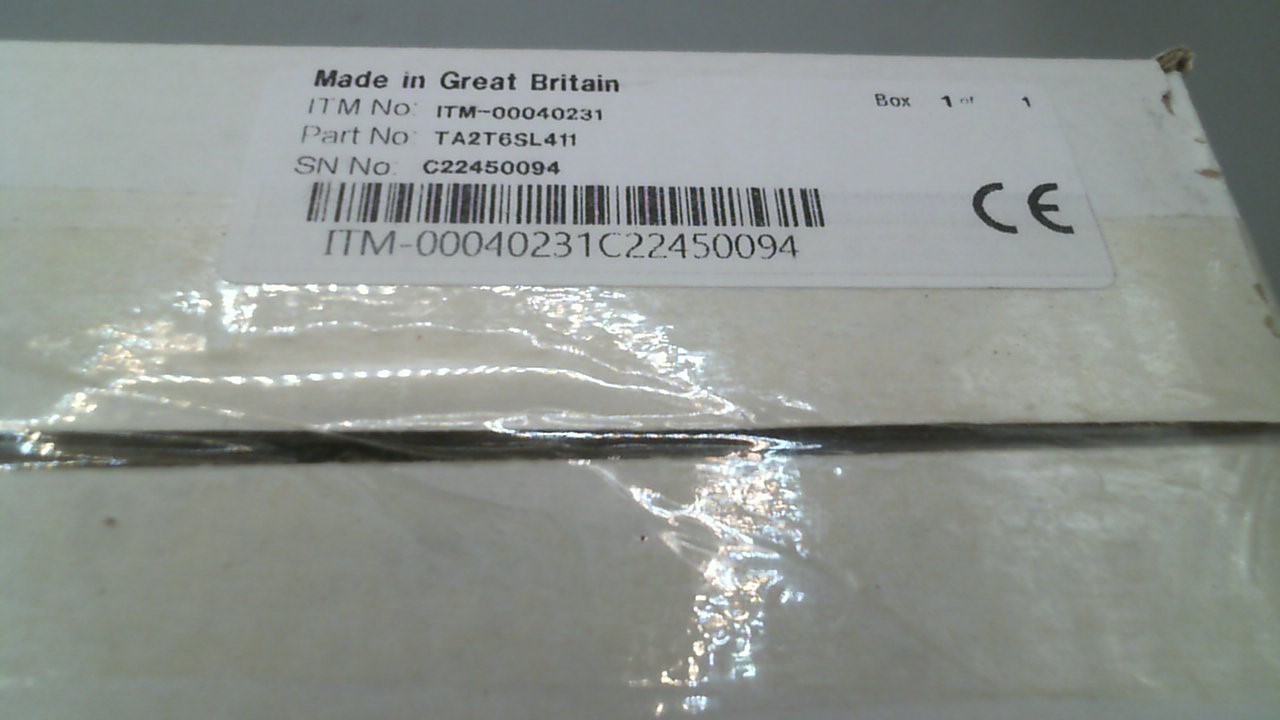 Made in Great Britain
ITM No: ITM-00040231
Box 1 of 1
Part No: TA2T6SL411
SN No: C22450094
ITM-00040231C22450094
CE